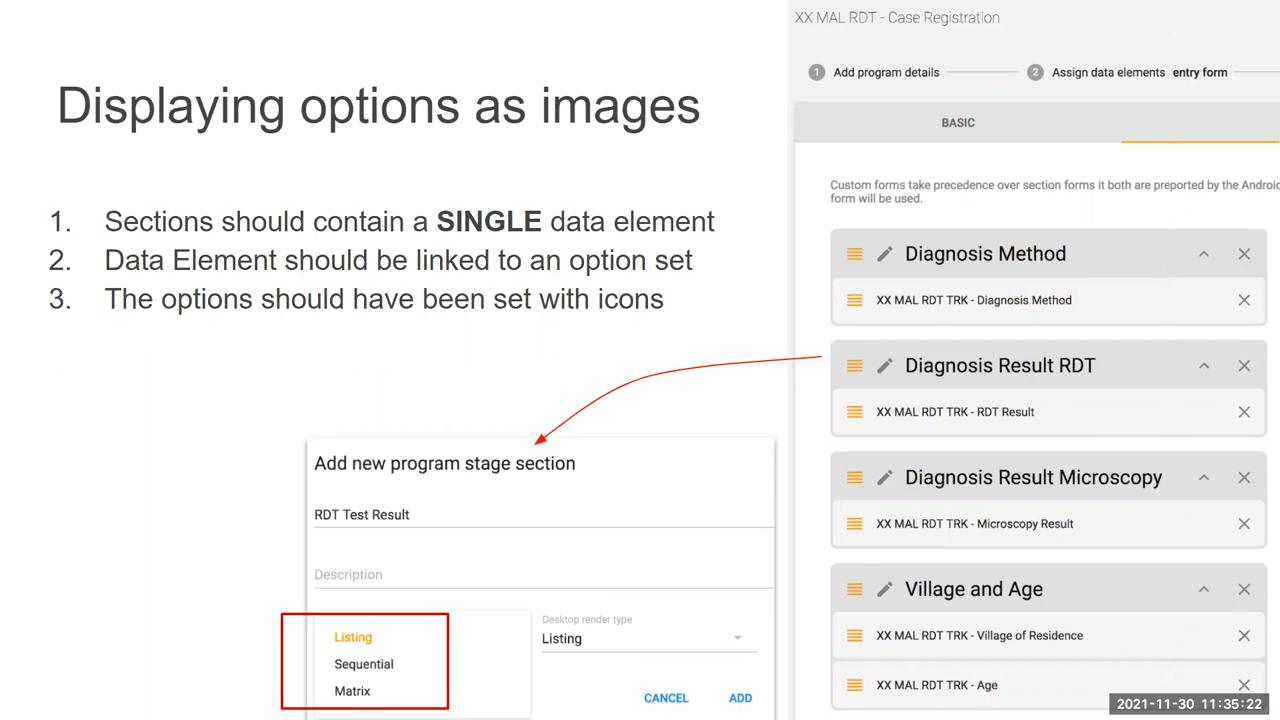 Displaying options as images
1. Sections should contain a SINGLE data element
2. Data Element should be linked to an option set
3. The options should have been set with icons
Add new program stage section
RDT Test Result
Description
Listing
Sequential
Matrix
Desktop render type
Listing
CANCEL ADD
XX MAL RDT - Case Registration
1 Add program details
2 Assign data elements entry form
BASIC
Custom forms take precedence over section forms it both are preported by the Android
form will be used.
Diagnosis Method
XX MAL RDT TRK - Diagnosis Method
Diagnosis Result RDT
XX MAL RDT TRK - RDT Result
Diagnosis Result Microscopy
XX MAL RDT TRK - Microscopy Result
Village and Age
XX MAL RDT TRK - Village of Residence
XX MAL RDT TRK - Age
2021-11-30 11:35:22